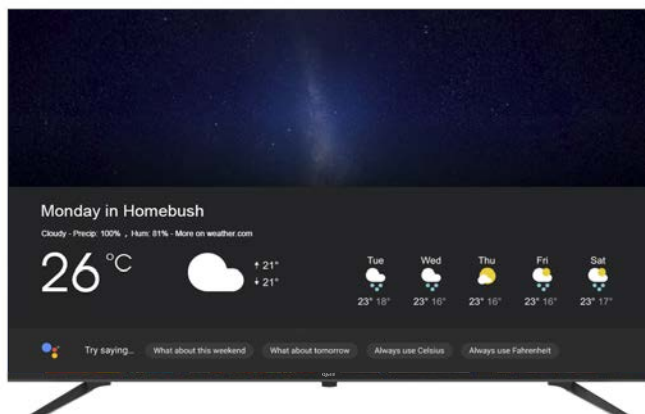 Monday in Homebush
Cloudy - Precip: 100% , Hum: 81% - More on weather.com
26 °C
↑ 21°
↓ 21°
Tue Wed Thu Fri Sat
23° 18° 23° 16° 23° 16° 23° 16° 23° 17°
Try saying... What about this weekend What about tomorrow Always use Celsius Always use Fahrenheit